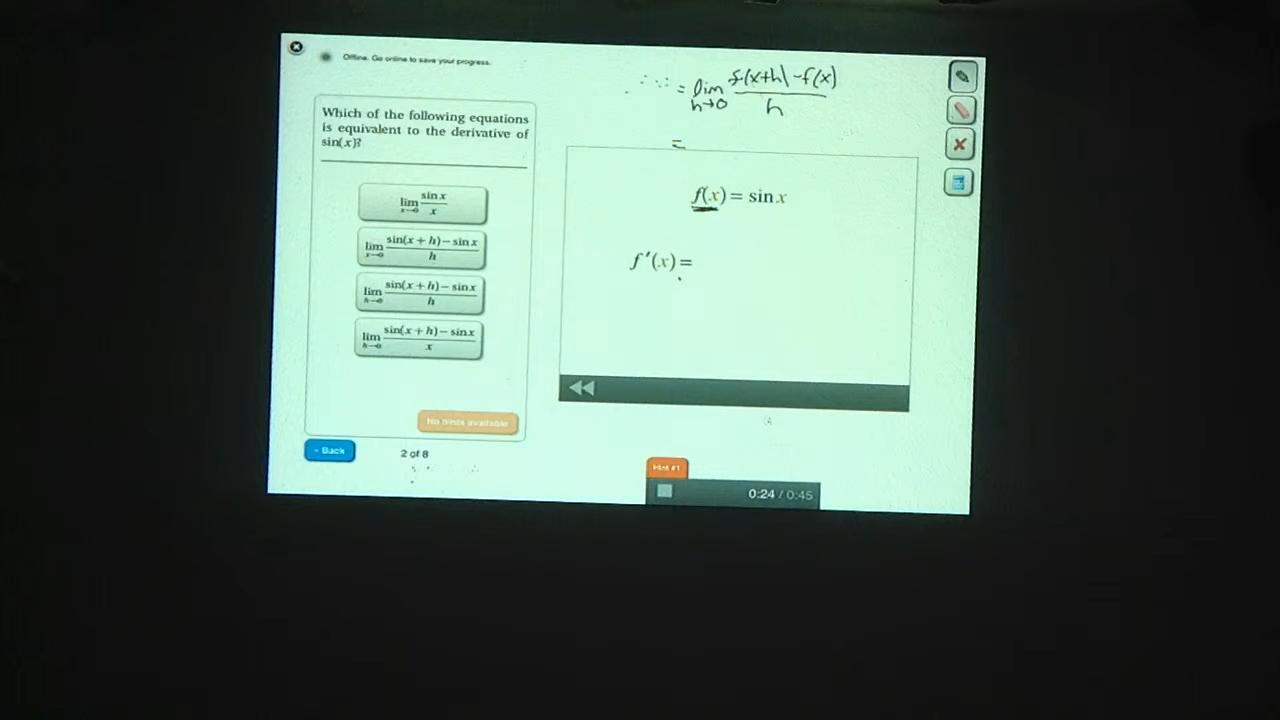 Offline. Go online to save your progress.
Which of the following equations
is equivalent to the derivative of
sin(x)?
lim x→0 sin x / x
lim x→0 sin(x + h) − sin x / h
lim h→0 sin(x + h) − sin x / h
lim h→0 sin(x + h) − sin x / x
No hints available
- Back
2 of 8
= lim h→0 f(x+h) - f(x) / h
=
f(x) = sin x
f'(x) =
Hint #1
0:24 / 0:45